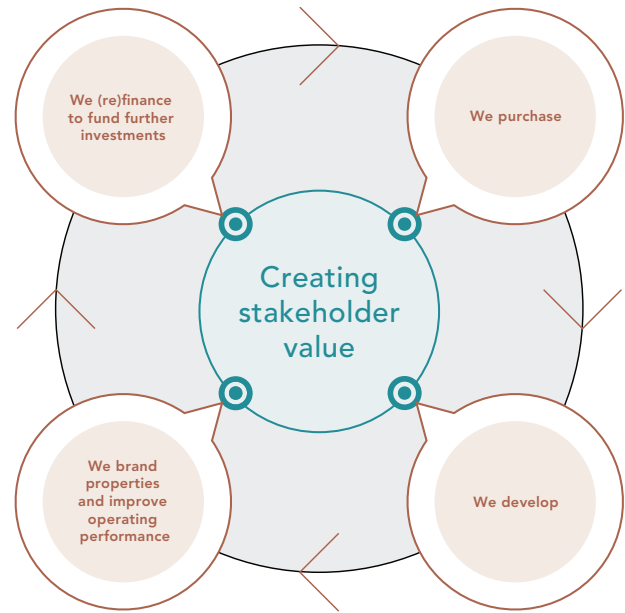 We (re)finance
to fund further
investments
We purchase
Creating
stakeholder
value
We brand
properties
and improve
operating
performance
We develop